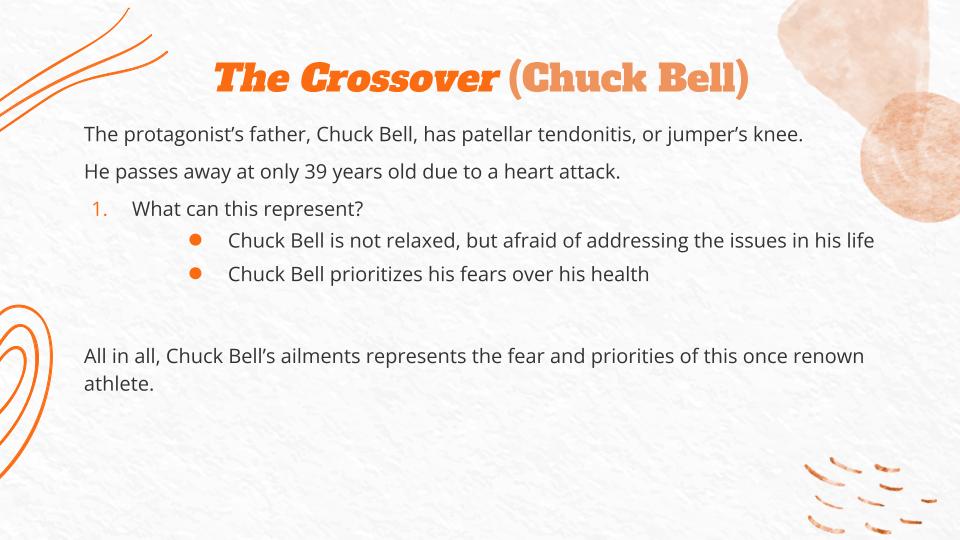 The Crossover (Chuck Bell)
The protagonist’s father, Chuck Bell, has patellar tendonitis, or jumper’s knee.
He passes away at only 39 years old due to a heart attack.
1. What can this represent?
● Chuck Bell is not relaxed, but afraid of addressing the issues in his life
● Chuck Bell prioritizes his fears over his health
All in all, Chuck Bell’s ailments represents the fear and priorities of this once renown
athlete.